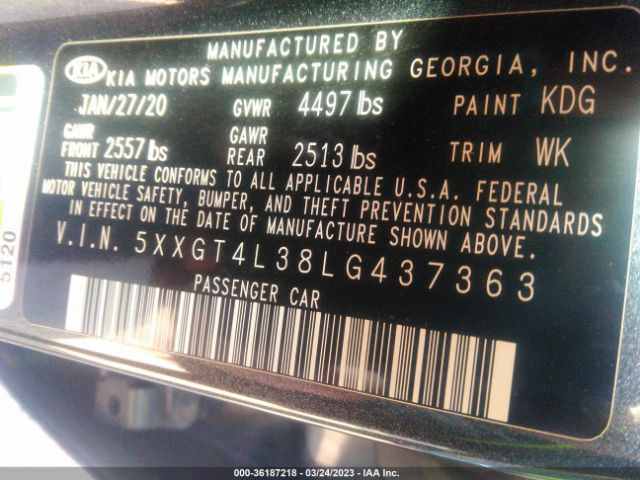 MANUFACTURED BY
KIA KIA MOTORS MANUFACTURING GEORGIA, INC.
JAN/27/20 GVWR 4497 lbs PAINT KDG
GAWR FRONT 2557 lbs GAWR REAR 2513 lbs TRIM WK
THIS VEHICLE CONFORMS TO ALL APPLICABLE U.S.A. FEDERAL
MOTOR VEHICLE SAFETY, BUMPER, AND THEFT PREVENTION STANDARDS
IN EFFECT ON THE DATE OF MANUFACTURE SHOWN ABOVE.
V.I.N. 5XXGT4L38LG437363
PASSENGER CAR
5120
000-36187218 - 03/24/2023 - IAA Inc.